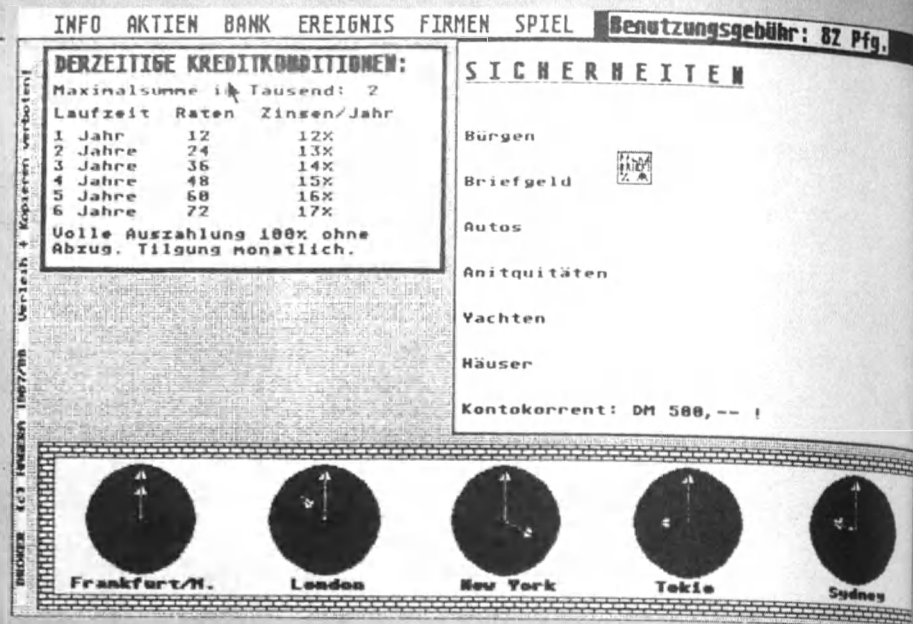 INFO AKTIEN BANK EREIGNIS FIRMEN SPIEL Benutzungsgebühr: 82 Pfg.
DERZEITIGE KREDITKONDITIONEN:
Maximalsumme in Tausend: 2
Laufzeit Raten Zinsen/Jahr
1 Jahr 12 12%
2 Jahre 24 13%
3 Jahre 36 14%
4 Jahre 48 15%
5 Jahre 60 16%
6 Jahre 72 17%
Volle Auszahlung 100% ohne
Abzug. Tilgung monatlich.
SICHERHEITEN
Bürgen
Briefgeld
Autos
Anitquitäten
Yachten
Häuser
Kontokorrent: DM 500,-- !
BROKER (c) 1987/88 Verleih + Kopieren verboten!
Frankfurt/M. London New York Tokio Sydney